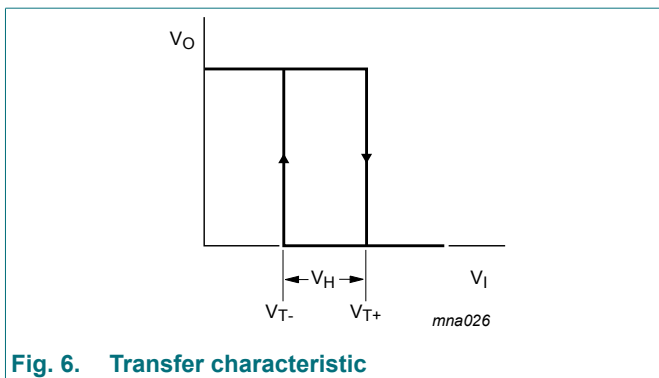 VO
VH
VI
VT-
VT+
mna026
Fig. 6. Transfer characteristic